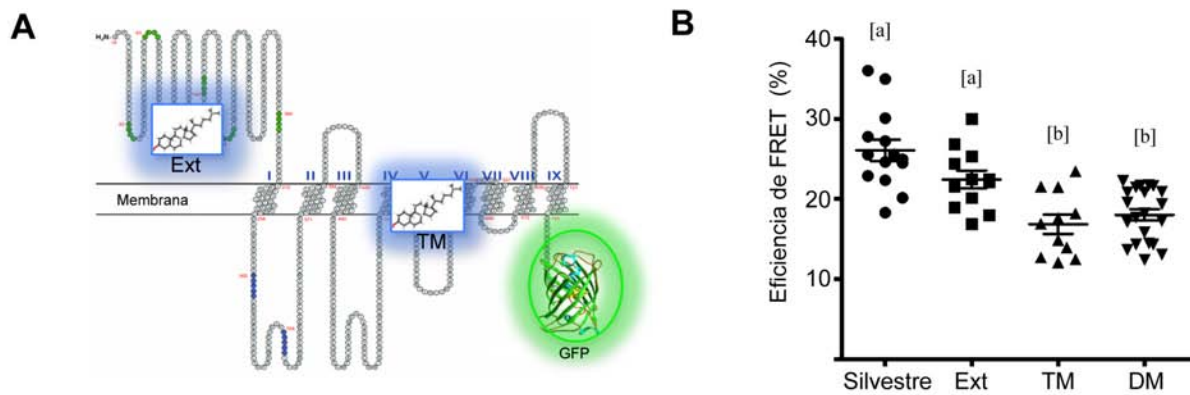 A
H₂N
Ext
I II III IV V VI VII VIII IX
Membrana
TM
GFP
B
Eficiencia de FRET (%)
40
30
20
10
[a]
[a]
[b]
[b]
Silvestre Ext TM DM